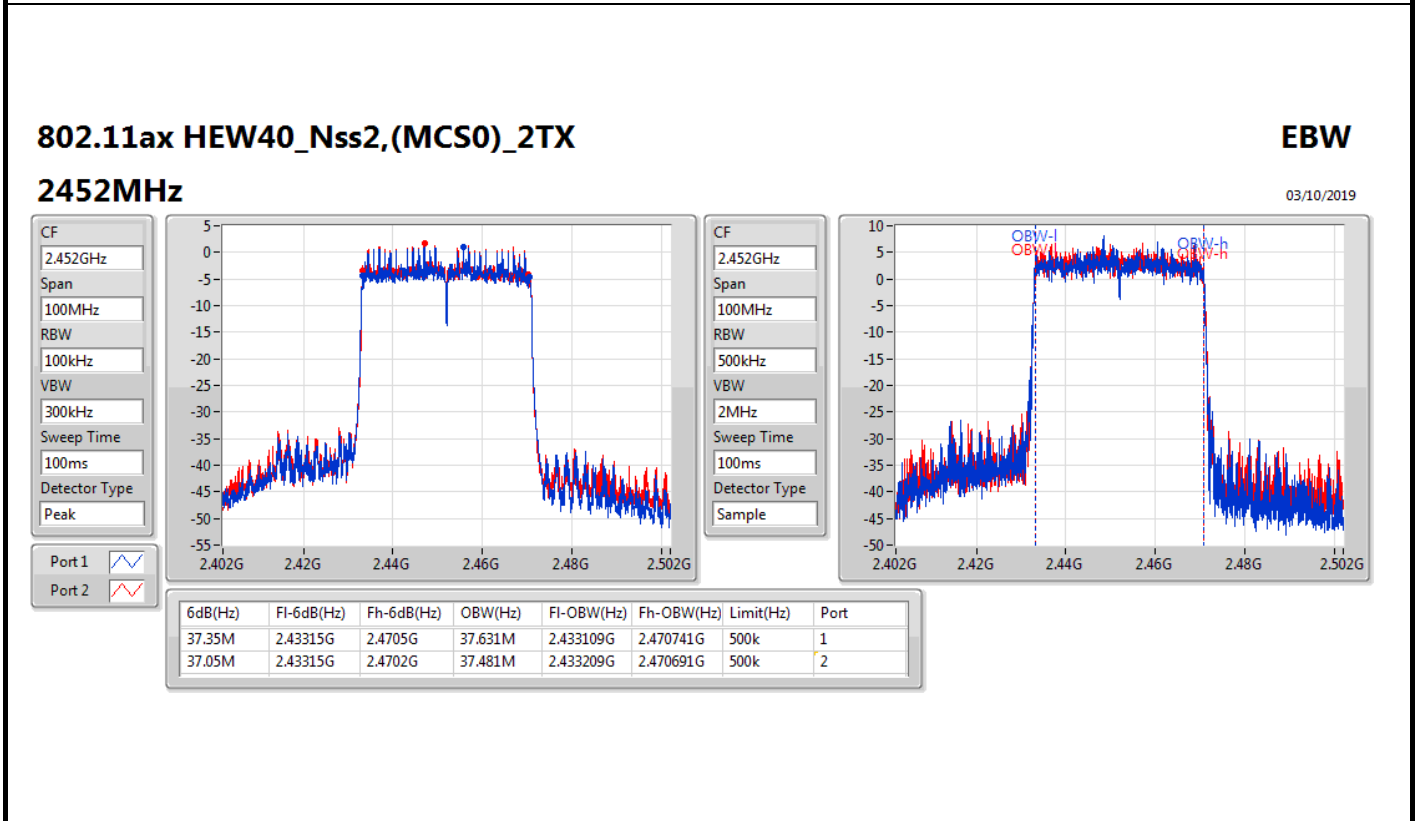 802.11ax HEW40_Nss2,(MCS0)_2TX
EBW
2452MHz
03/10/2019
CF
2.452GHz
Span
100MHz
RBW
100kHz
VBW
300kHz
Sweep Time
100ms
Detector Type
Peak
Port 1
Port 2
5
0
-5
-10
-15
-20
-25
-30
-35
-40
-45
-50
-55
2.402G 2.42G 2.44G 2.46G 2.48G 2.502G
CF
2.452GHz
Span
100MHz
RBW
500kHz
VBW
2MHz
Sweep Time
100ms
Detector Type
Sample
10
5
0
-5
-10
-15
-20
-25
-30
-35
-40
-45
-50
OBW-l
OBW-l
OBW-h
OBW-h
2.402G 2.42G 2.44G 2.46G 2.48G 2.502G
6dB(Hz) Fl-6dB(Hz) Fh-6dB(Hz) OBW(Hz) Fl-OBW(Hz) Fh-OBW(Hz) Limit(Hz) Port
37.35M 2.43315G 2.4705G 37.631M 2.433109G 2.470741G 500k 1
37.05M 2.43315G 2.4702G 37.481M 2.433209G 2.470691G 500k 2